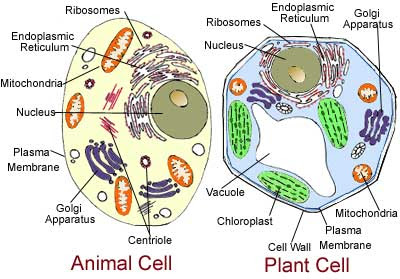 Ribosomes
Endoplasmic
Reticulum
Mitochondria
Nucleus
Plasma
Membrane
Golgi
Apparatus
Centriole
Animal Cell
Endoplasmic
Reticulum
Ribosomes
Nucleus
Golgi
Apparatus
Vacuole
Chloroplast
Cell Wall
Plasma
Membrane
Mitochondria
Plant Cell